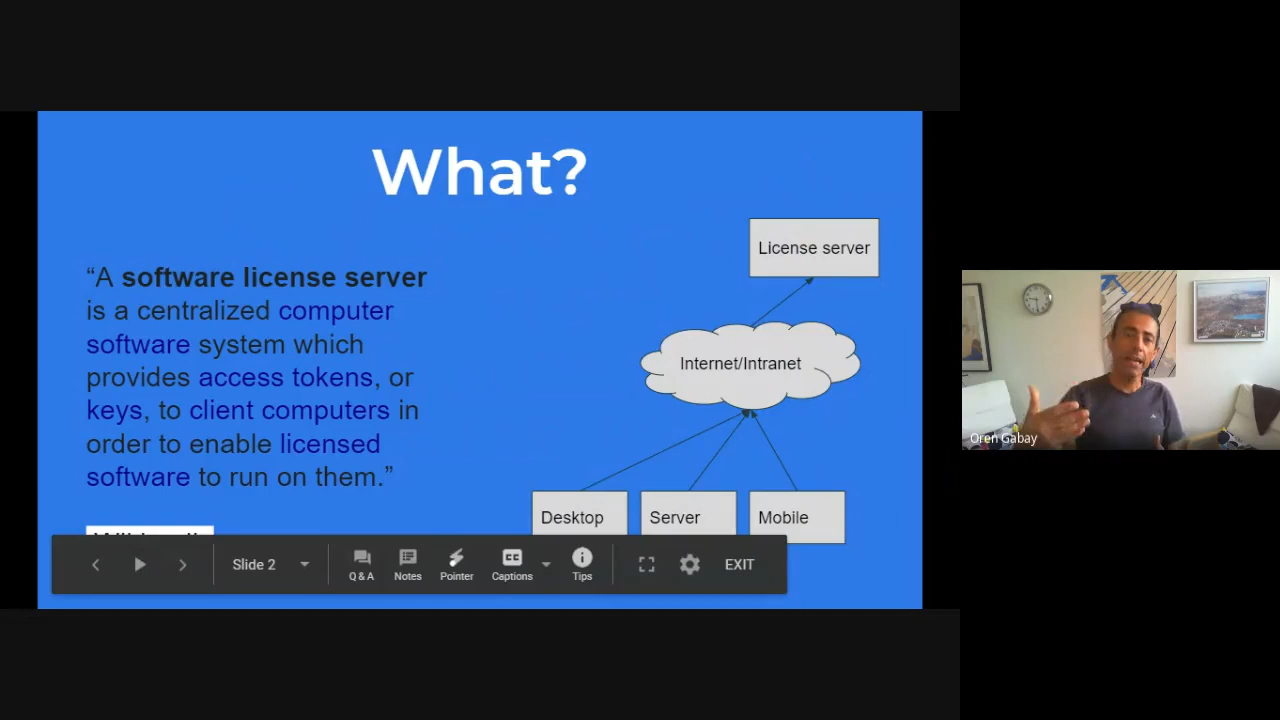 What?
License server
“A software license server
is a centralized computer
software system which
provides access tokens, or
keys, to client computers in
order to enable licensed
software to run on them.”
Internet/Intranet
Desktop
Server
Mobile
Slide 2
Q & A
Notes
Pointer
CC
Captions
Tips
EXIT
Oren Gabay